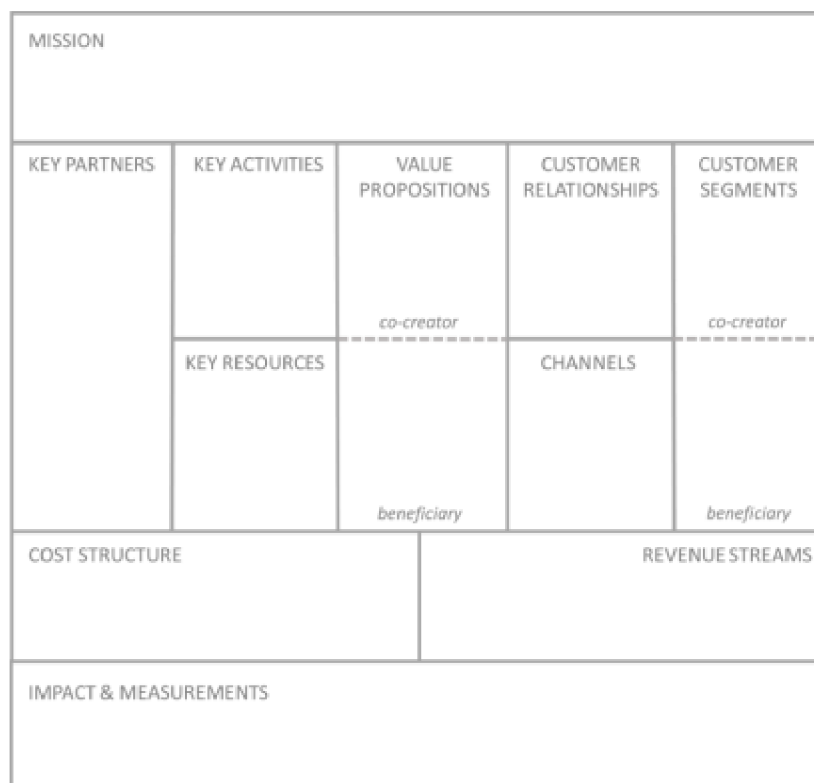 MISSION
KEY PARTNERS
KEY ACTIVITIES
VALUE
PROPOSITIONS
co-creator
beneficiary
CUSTOMER
RELATIONSHIPS
CUSTOMER
SEGMENTS
co-creator
beneficiary
KEY RESOURCES
CHANNELS
COST STRUCTURE
REVENUE STREAMS
IMPACT & MEASUREMENTS